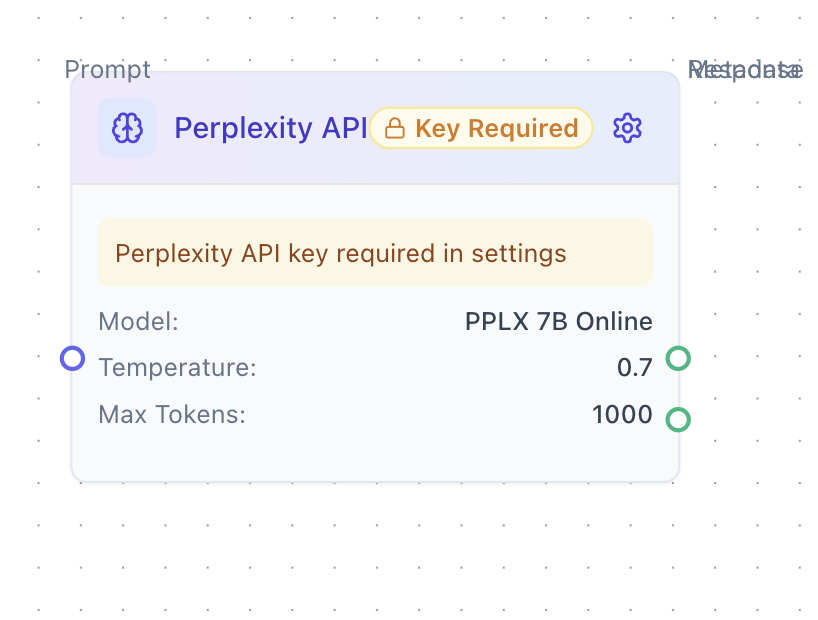 Prompt
Response
Metadata
Perplexity API
Key Required
Perplexity API key required in settings
Model: PPLX 7B Online
Temperature: 0.7
Max Tokens: 1000